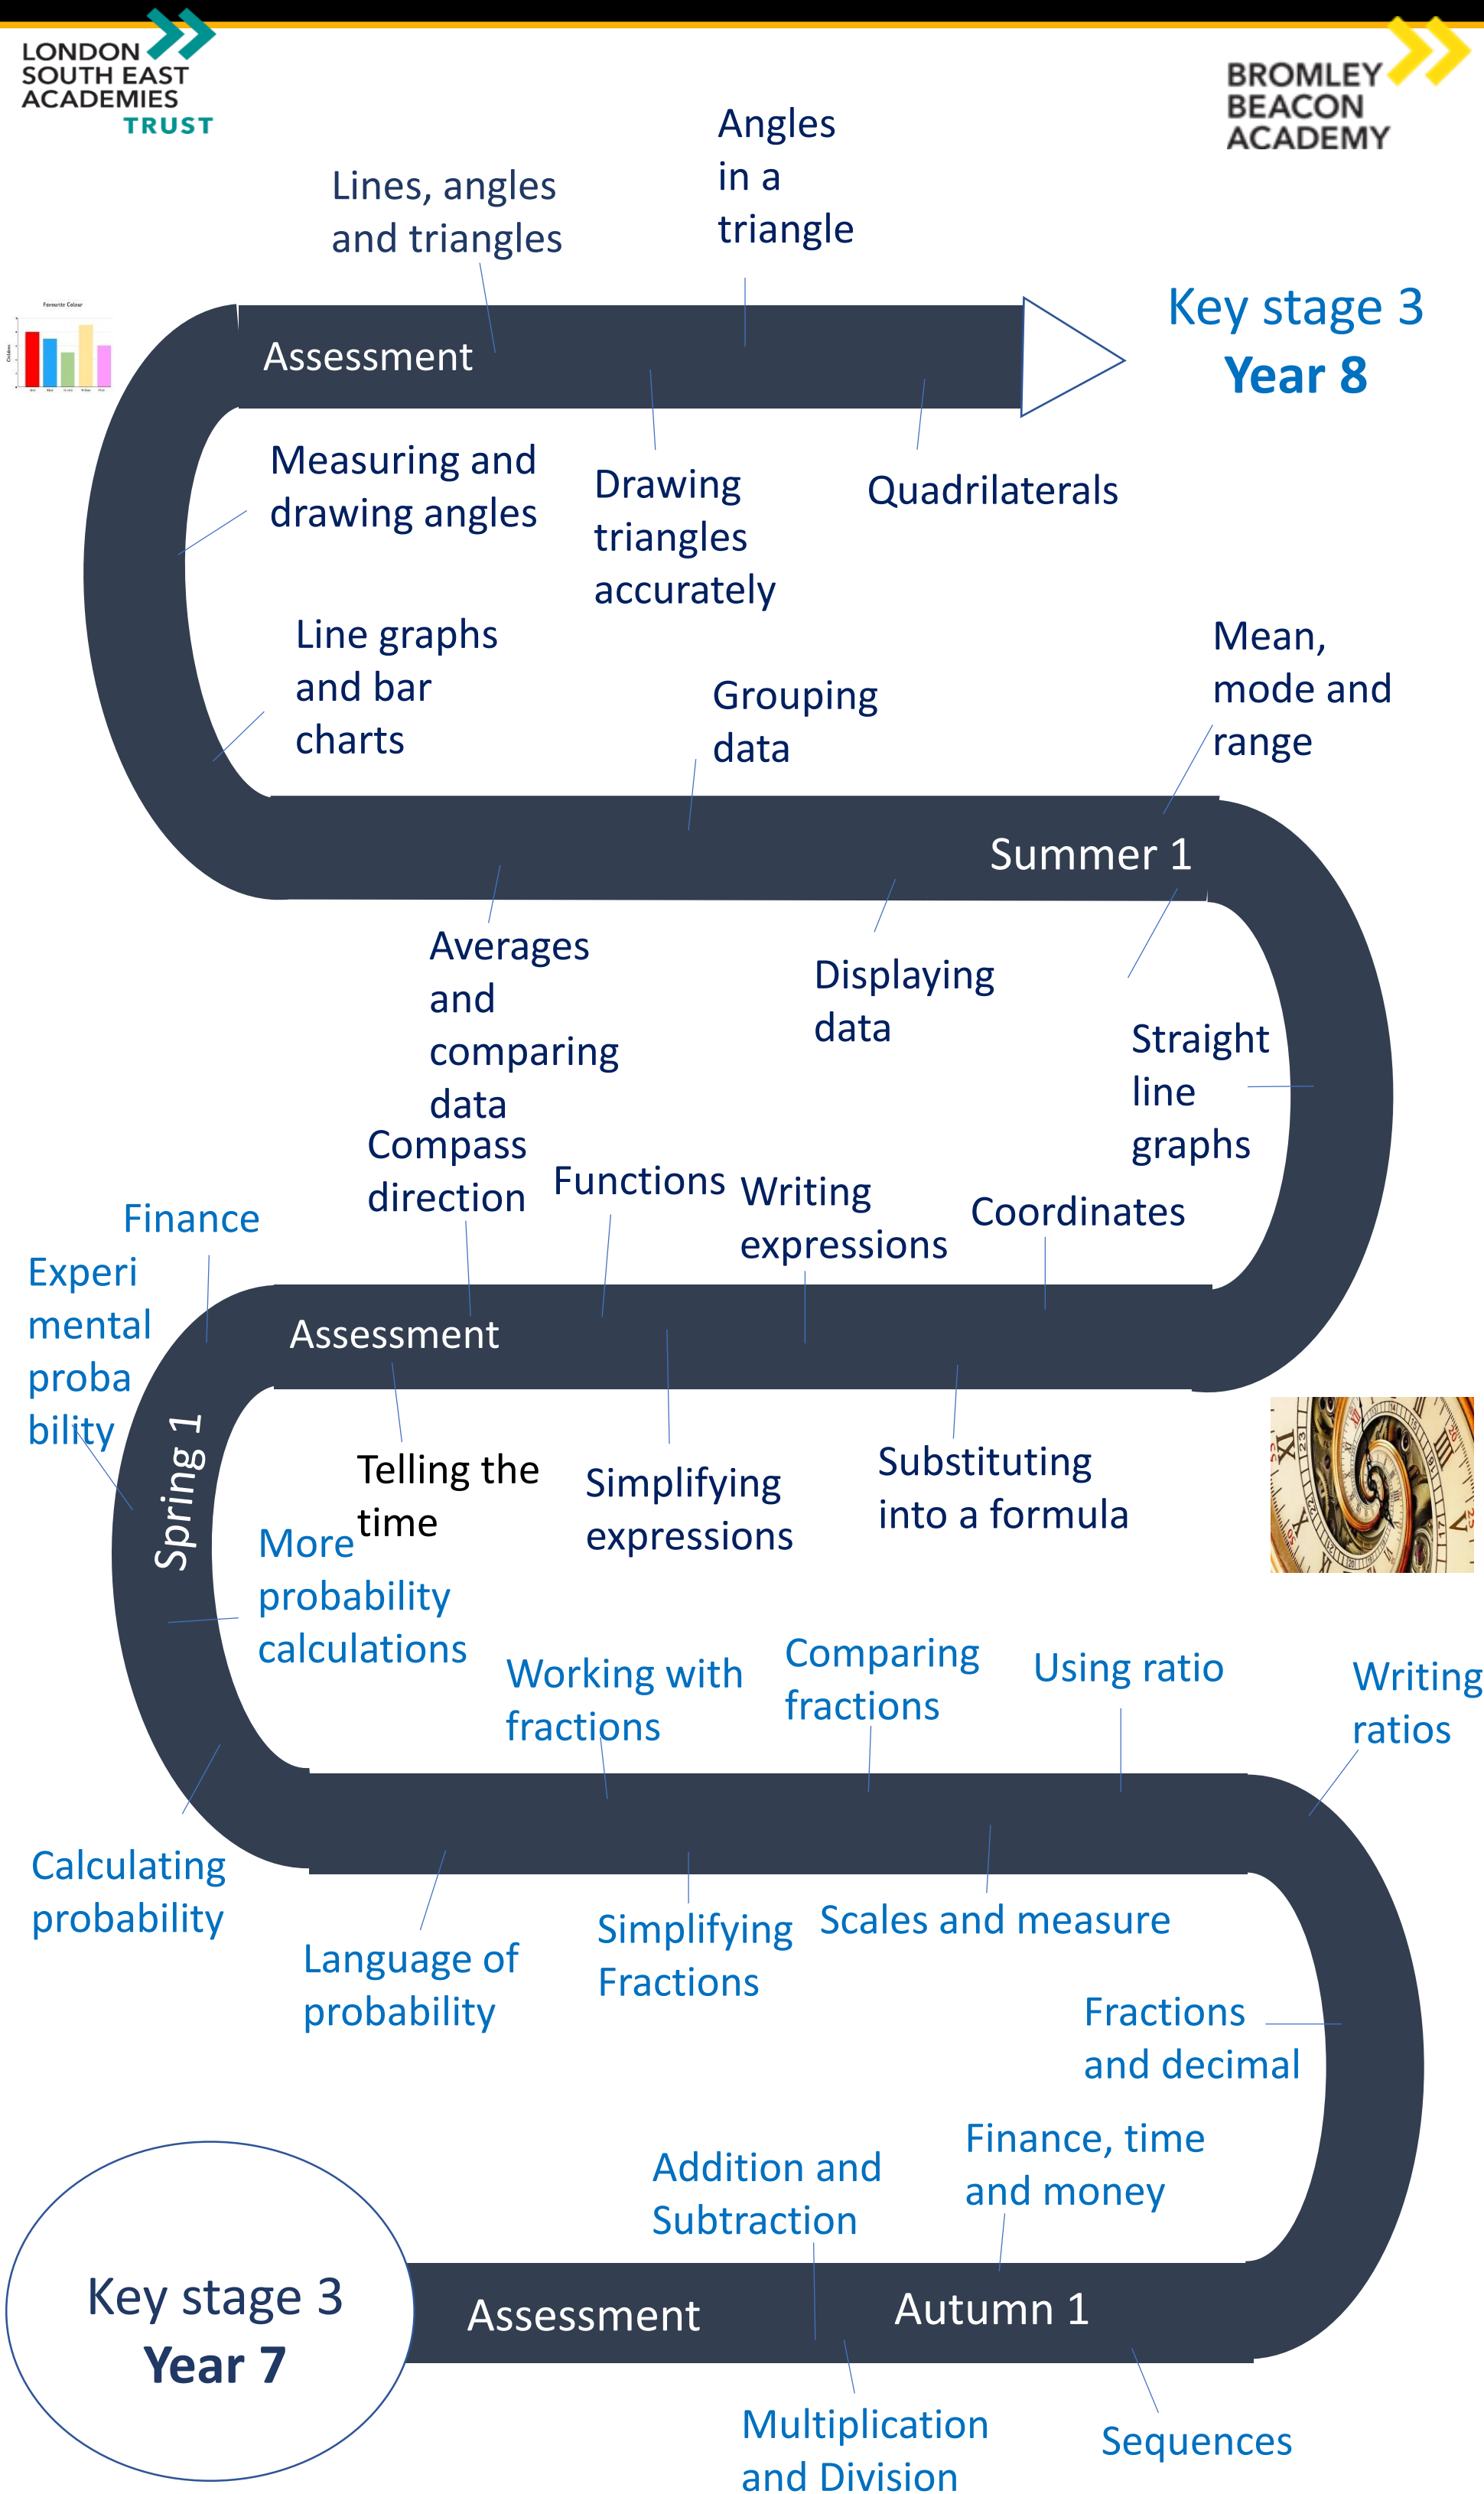 LONDON
SOUTH EAST
ACADEMIES
TRUST
BROMLEY
BEACON
ACADEMY
Angles
in a
triangle
Lines, angles
and triangles
Favourite Colour
Key stage 3
Year 8
Assessment
Measuring and
drawing angles
Drawing
triangles
accurately
Quadrilaterals
Line graphs
and bar
charts
Grouping
data
Mean,
mode and
range
Summer 1
Averages
and
comparing
data
Displaying
data
Straight
line
graphs
Compass
direction
Functions
Writing
expressions
Coordinates
Finance
Experi
mental
proba
bility
Assessment
Spring 1
Telling the
time
Simplifying
expressions
Substituting
into a formula
More
probability
calculations
Working with
fractions
Comparing
fractions
Using ratio
Writing
ratios
Calculating
probability
Language of
probability
Simplifying
Fractions
Scales and measure
Fractions
and decimal
Finance, time
and money
Addition and
Subtraction
Key stage 3
Year 7
Assessment
Autumn 1
Multiplication
and Division
Sequences